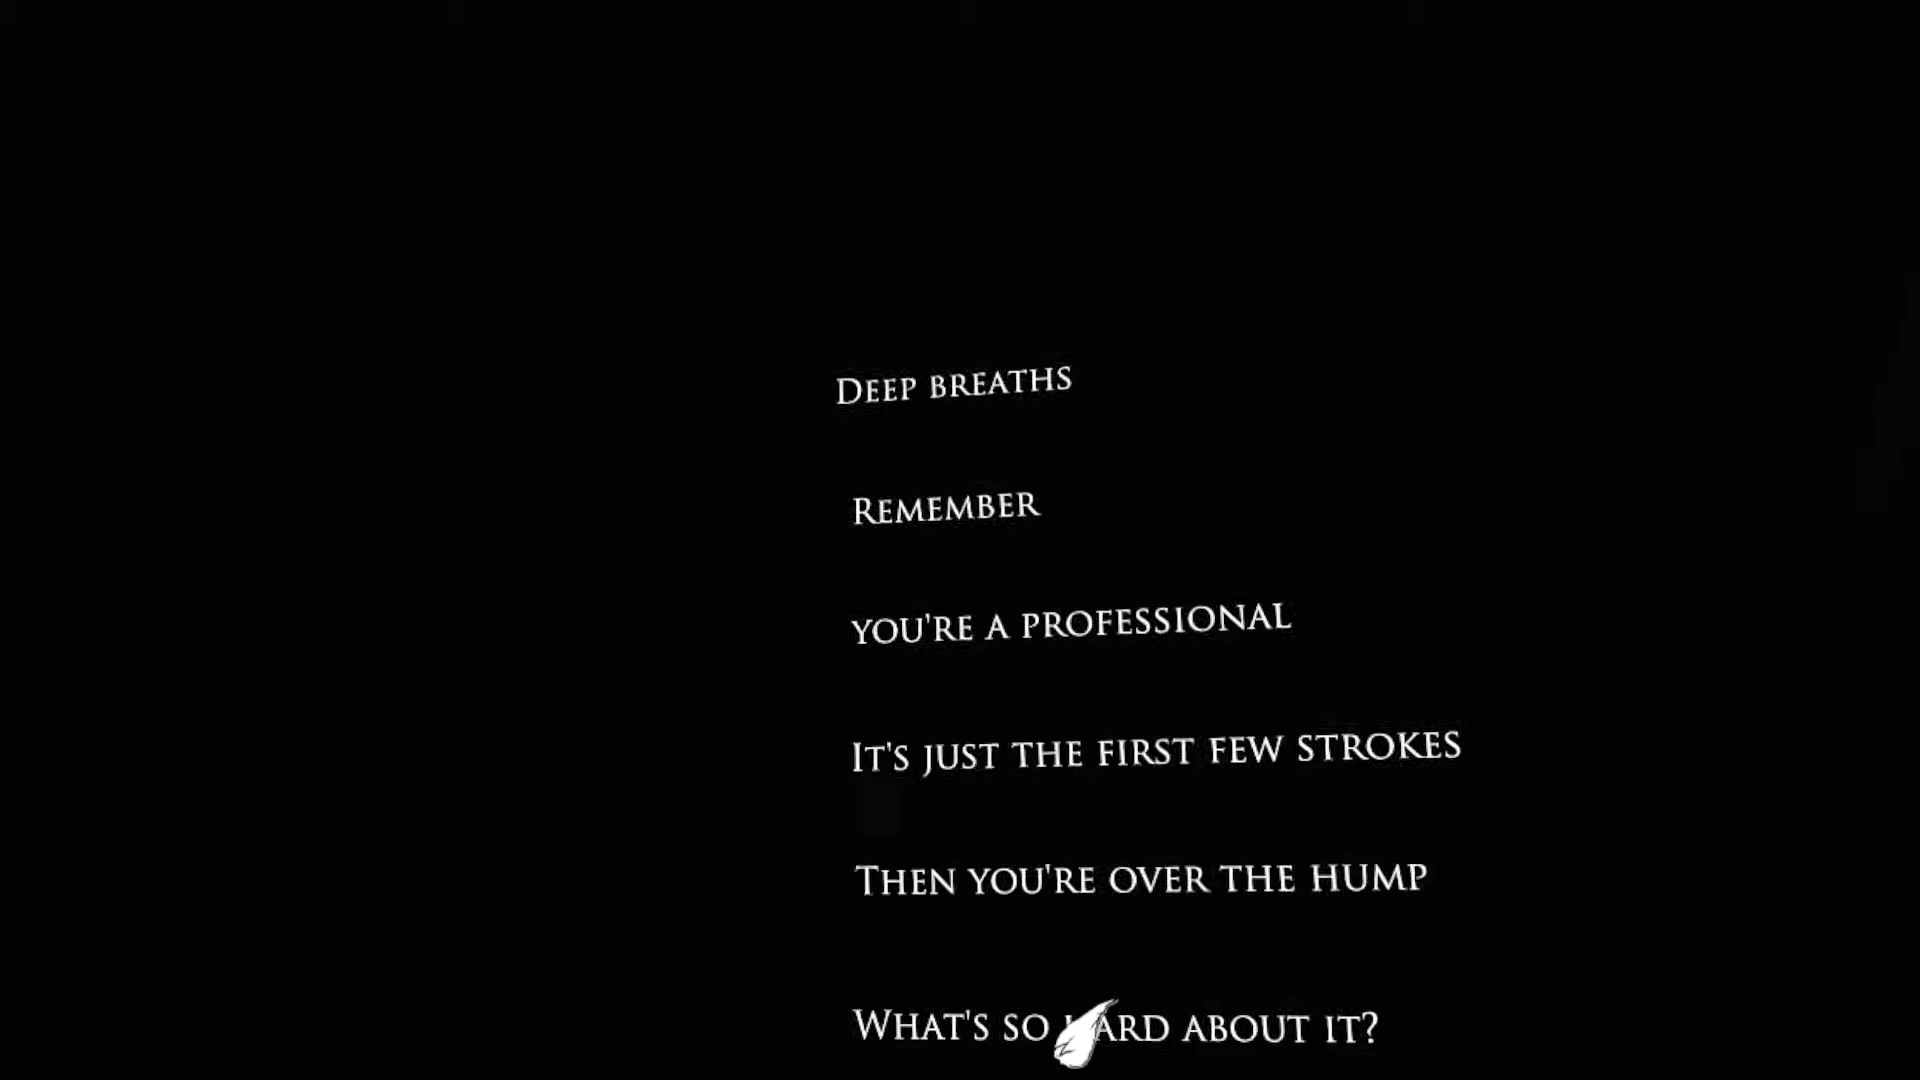 Deep breaths
Remember
you're a professional
It's just the first few strokes
Then you're over the hump
What's so hard about it?